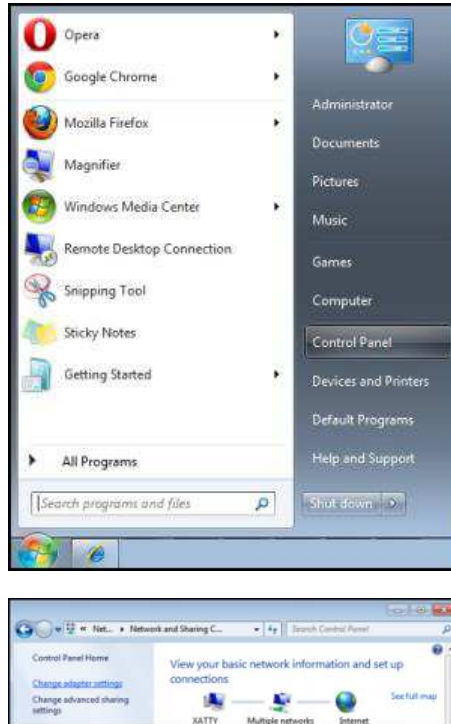 Opera
Google Chrome
Mozilla Firefox
Magnifier
Windows Media Center
Remote Desktop Connection
Snipping Tool
Sticky Notes
Getting Started
All Programs
Search programs and files
Administrator
Documents
Pictures
Music
Games
Computer
Control Panel
Devices and Printers
Default Programs
Help and Support
Shut down
« Net... Network and Sharing C...
Search Control Panel
Control Panel Home
Change adapter settings
Change advanced sharing
settings
View your basic network information and set up
connections
See full map
XATTY
Multiple networks
Internet